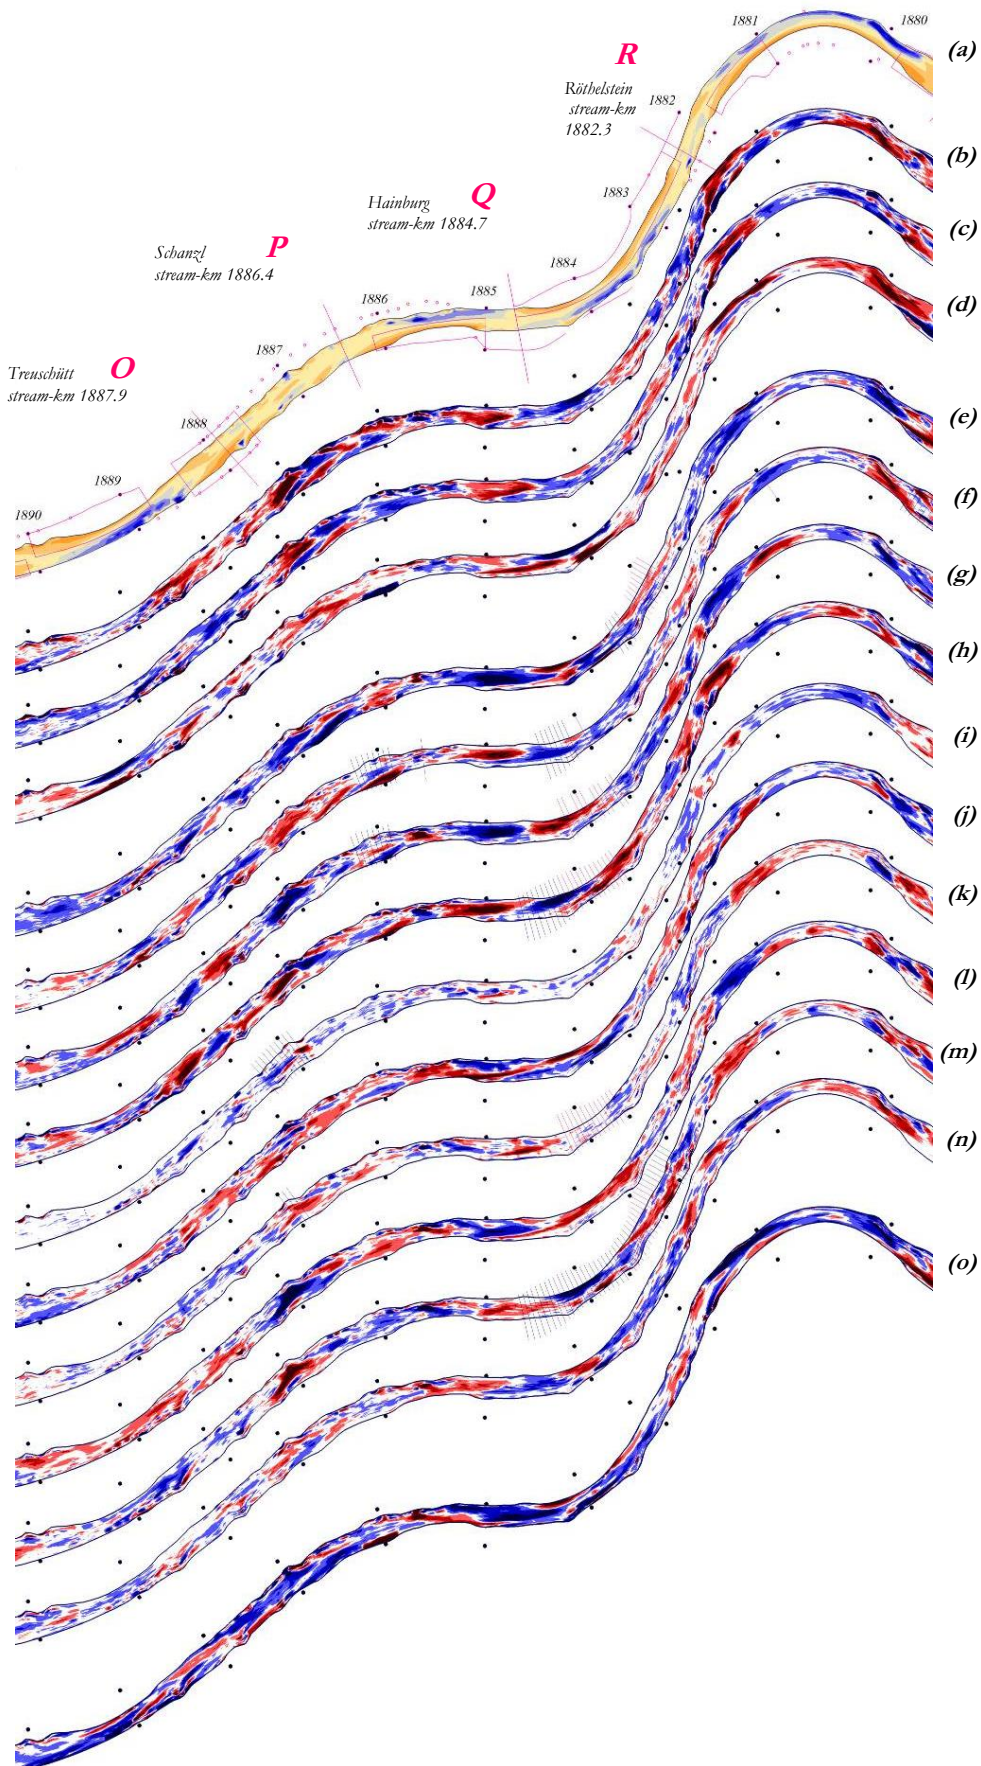 1881
1880
(a)
R
Röthelstein
stream-km
1882.3
1882
(b)
1883
Q
Hainburg
stream-km 1884.7
(c)
P
Schanzl
stream-km 1886.4
1884
1885
1886
(d)
1887
O
Treuschütt
stream-km 1887.9
1888
(e)
1889
(f)
1890
(g)
(h)
(i)
(j)
(k)
(l)
(m)
(n)
(o)